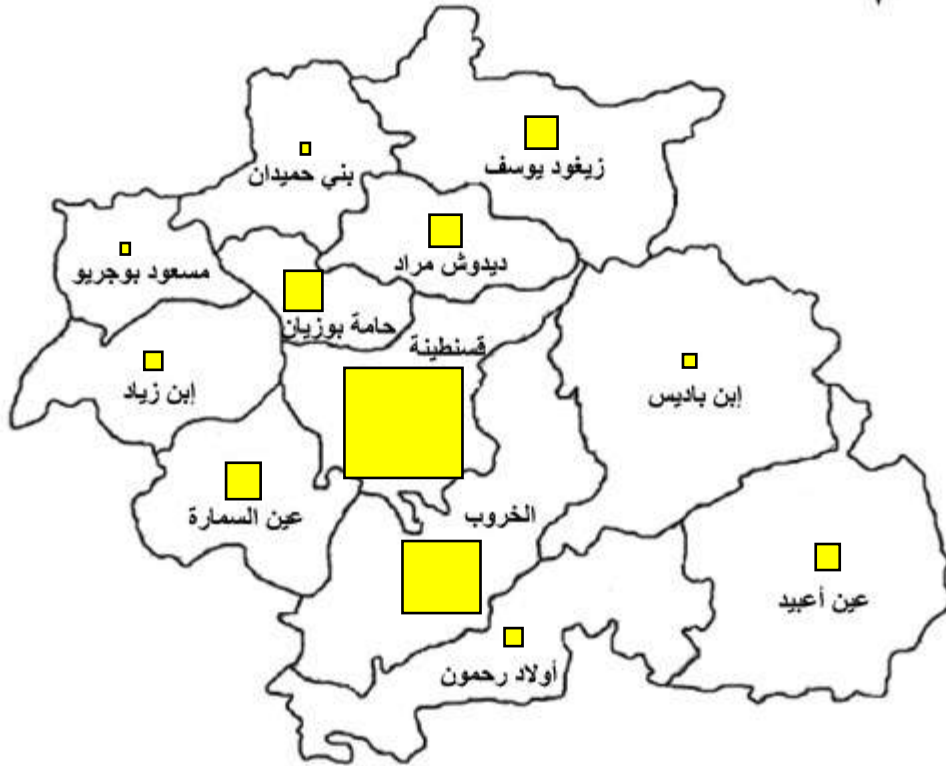 زيغود يوسف
بني حميدان
ديدوش مراد
مسعود بوجريو
حامة بوزيان
قسنطينة
إبن زياد
إبن باديس
عين السمارة
الخروب
عين أعبيد
أولاد رحمون